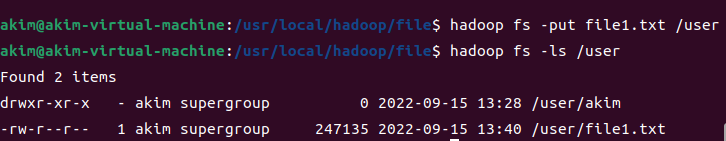 akim@akim-virtual-machine:/usr/local/hadoop/file$ hadoop fs -put file1.txt /user
akim@akim-virtual-machine:/usr/local/hadoop/file$ hadoop fs -ls /user
Found 2 items
drwxr-xr-x   - akim supergroup          0 2022-09-15 13:28 /user/akim
-rw-r--r--   1 akim supergroup     247135 2022-09-15 13:40 /user/file1.txt